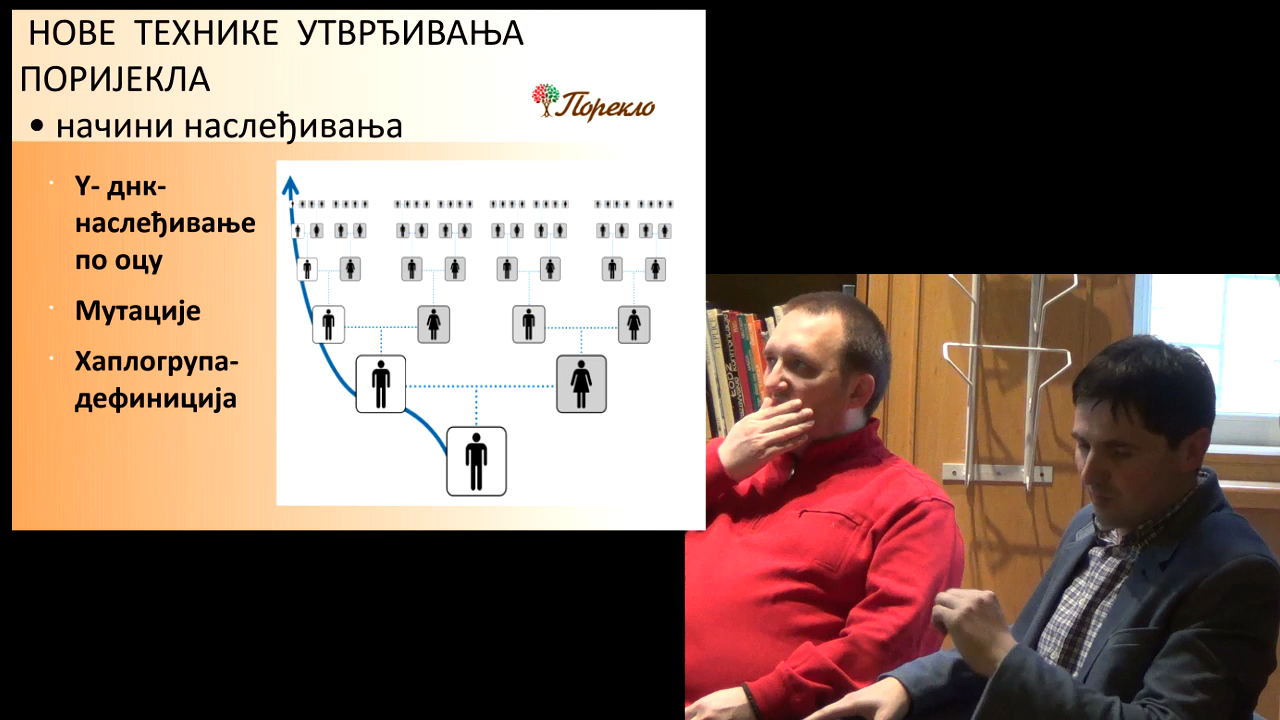 НОВЕ ТЕХНИКЕ УТВРЂИВАЊА
ПОРИЈЕКЛА
• начини наслеђивања
Порекло
Y- днк-
наслеђивање
по оцу
Мутације
Хаплогрупа-
дефиниција